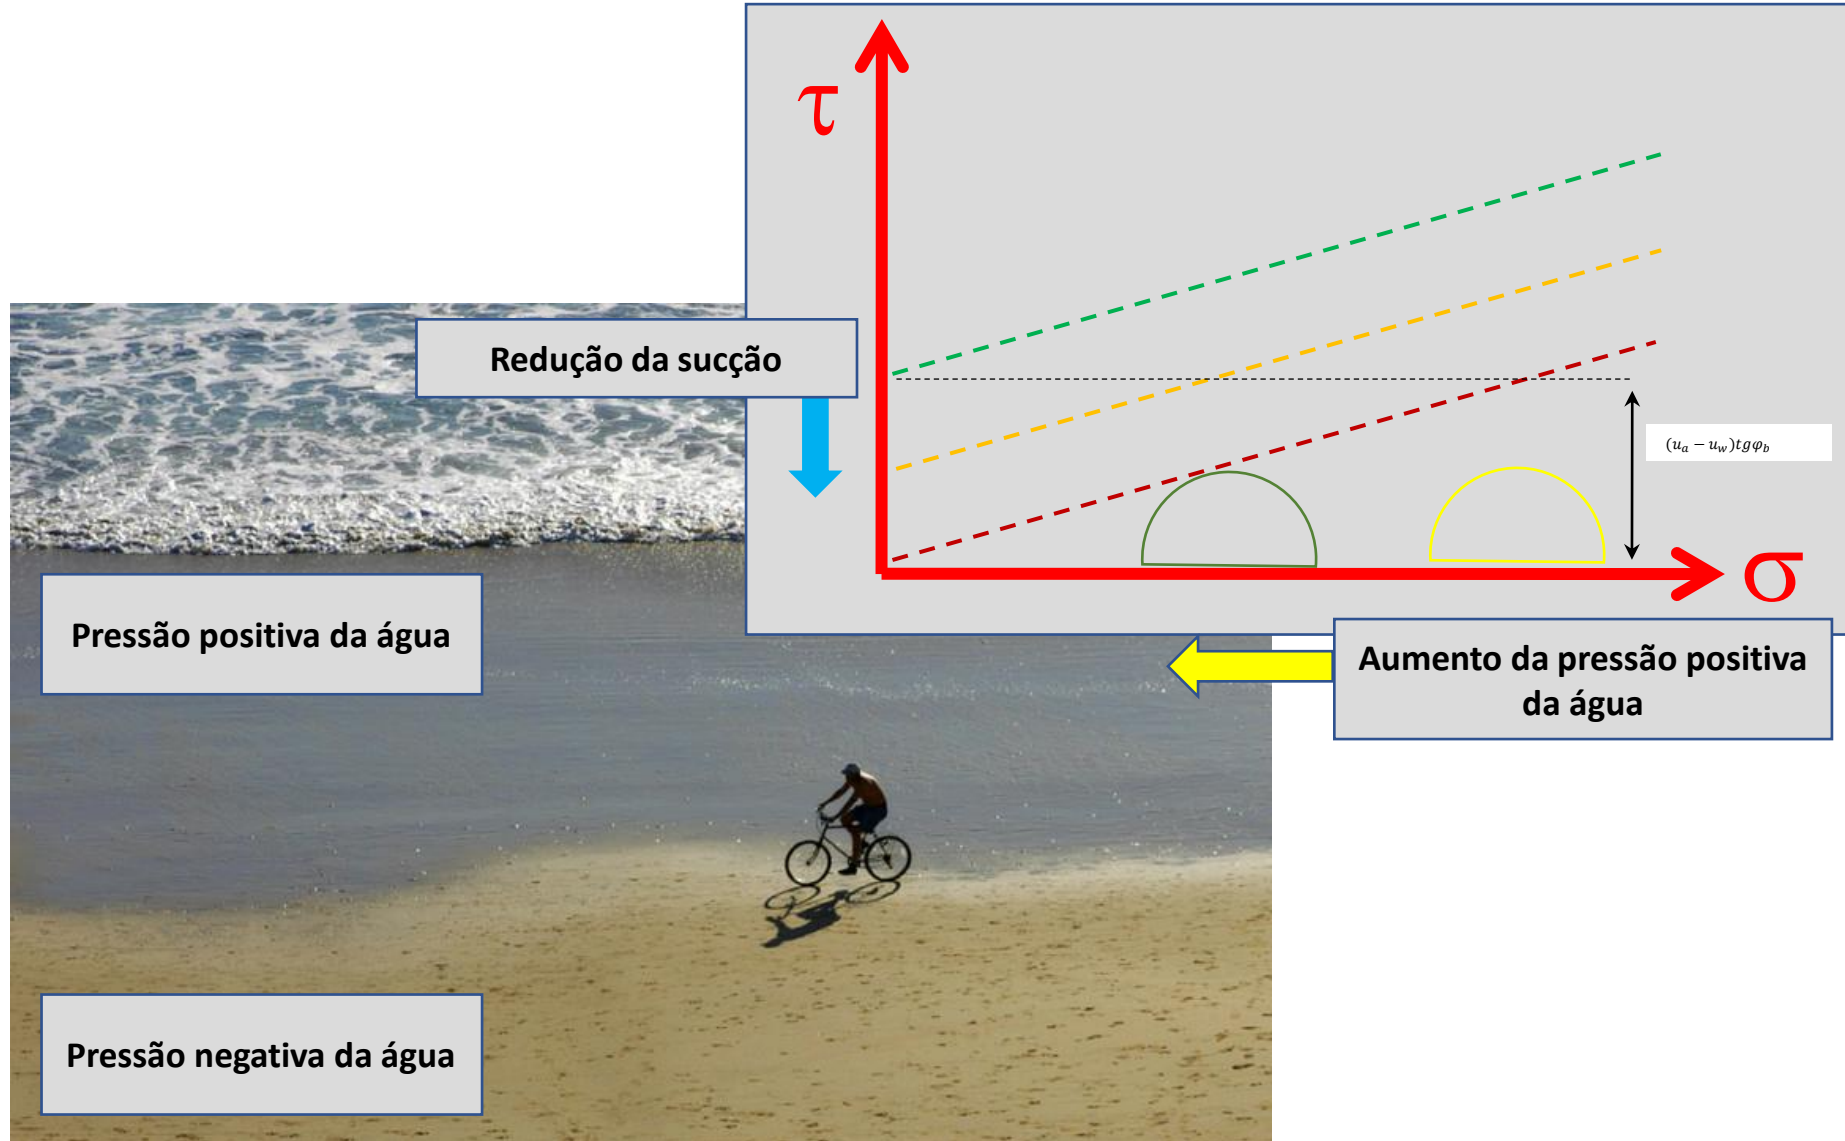 τ
Redução da sucção
(uₐ − u_w)tgφ_b
σ
Pressão positiva da água
Aumento da pressão positiva
da água
Pressão negativa da água